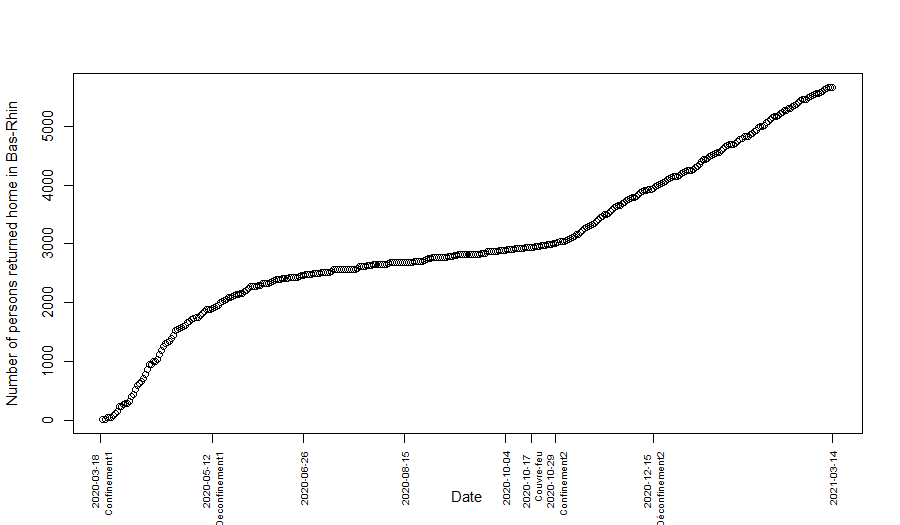 Number of persons returned home in Bas-Rhin
5000
4000
3000
2000
1000
0
2020-03-18
Confinement1
2020-05-12
Déconfinement1
2020-06-26
2020-08-15
2020-10-04
2020-10-17
Couvre-feu
2020-10-29
Confinement2
2020-12-15
Déconfinement2
2021-03-14
Date